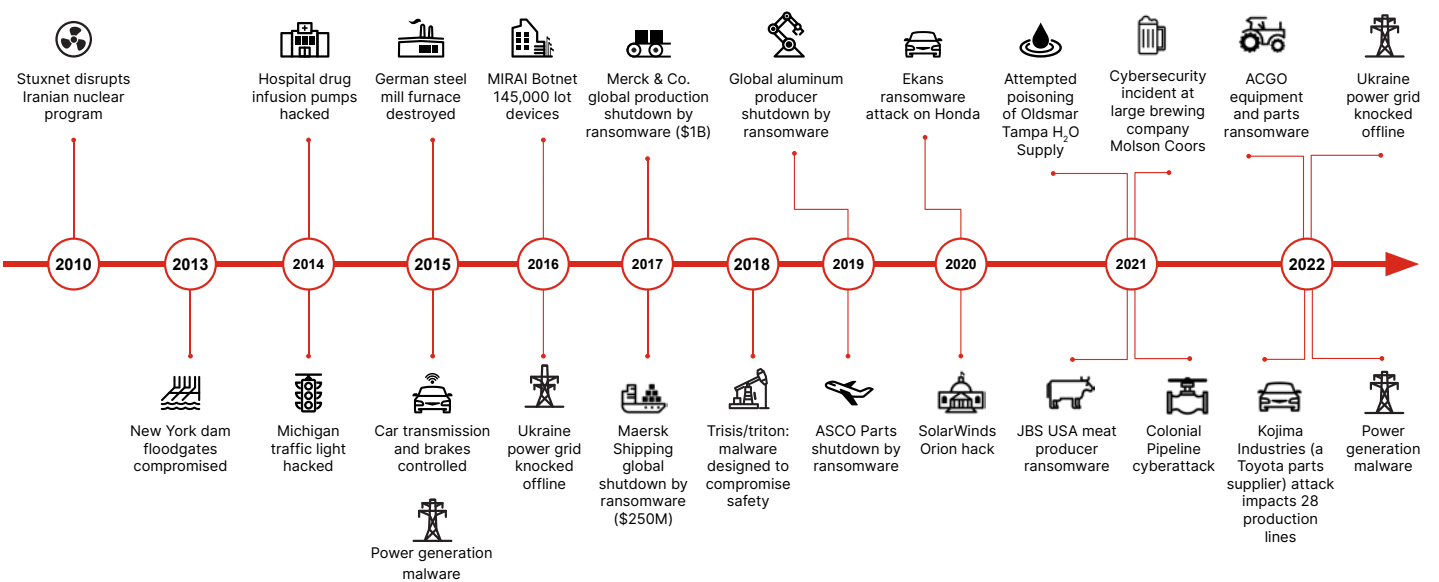 Stuxnet disrupts
Iranian nuclear
program
Hospital drug
infusion pumps
hacked
German steel
mill furnace
destroyed
MIRAI Botnet
145,000 lot
devices
Merck & Co.
global production
shutdown by
ransomware ($1B)
Global aluminum
producer
shutdown by
ransomware
Ekans
ransomware
attack on Honda
Attempted
poisoning
of Oldsmar
Tampa H₂O
Supply
Cybersecurity
incident at
large brewing
company
Molson Coors
ACGO
equipment
and parts
ransomware
Ukraine
power grid
knocked
offline
2010
2013
2014
2015
2016
2017
2018
2019
2020
2021
2022
New York dam
floodgates
compromised
Michigan
traffic light
hacked
Car transmission
and brakes
controlled
Power generation
malware
Ukraine
power grid
knocked
offline
Maersk
Shipping
global
shutdown by
ransomware
($250M)
Trisis/triton:
malware
designed to
compromise
safety
ASCO Parts
shutdown by
ransomware
SolarWinds
Orion hack
JBS USA meat
producer
ransomware
Colonial
Pipeline
cyberattack
Kojima
Industries (a
Toyota parts
supplier) attack
impacts 28
production
lines
Power
generation
malware